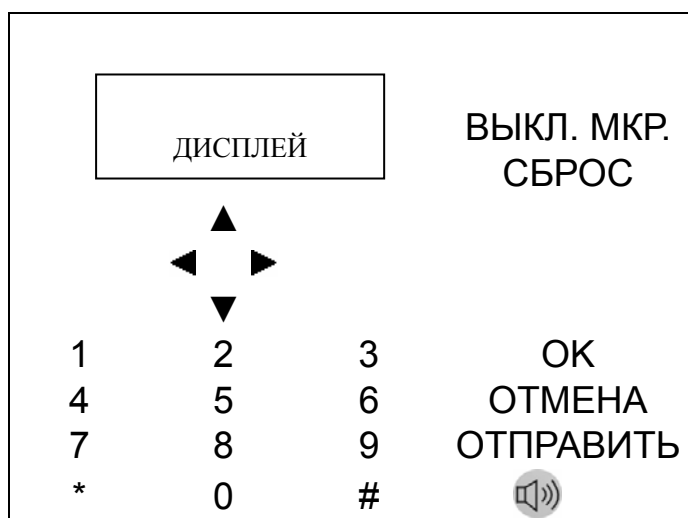 ДИСПЛЕЙ
ВЫКЛ. МКР.
СБРОС
1 2 3 OK
4 5 6 ОТМЕНА
7 8 9 ОТПРАВИТЬ
* 0 #